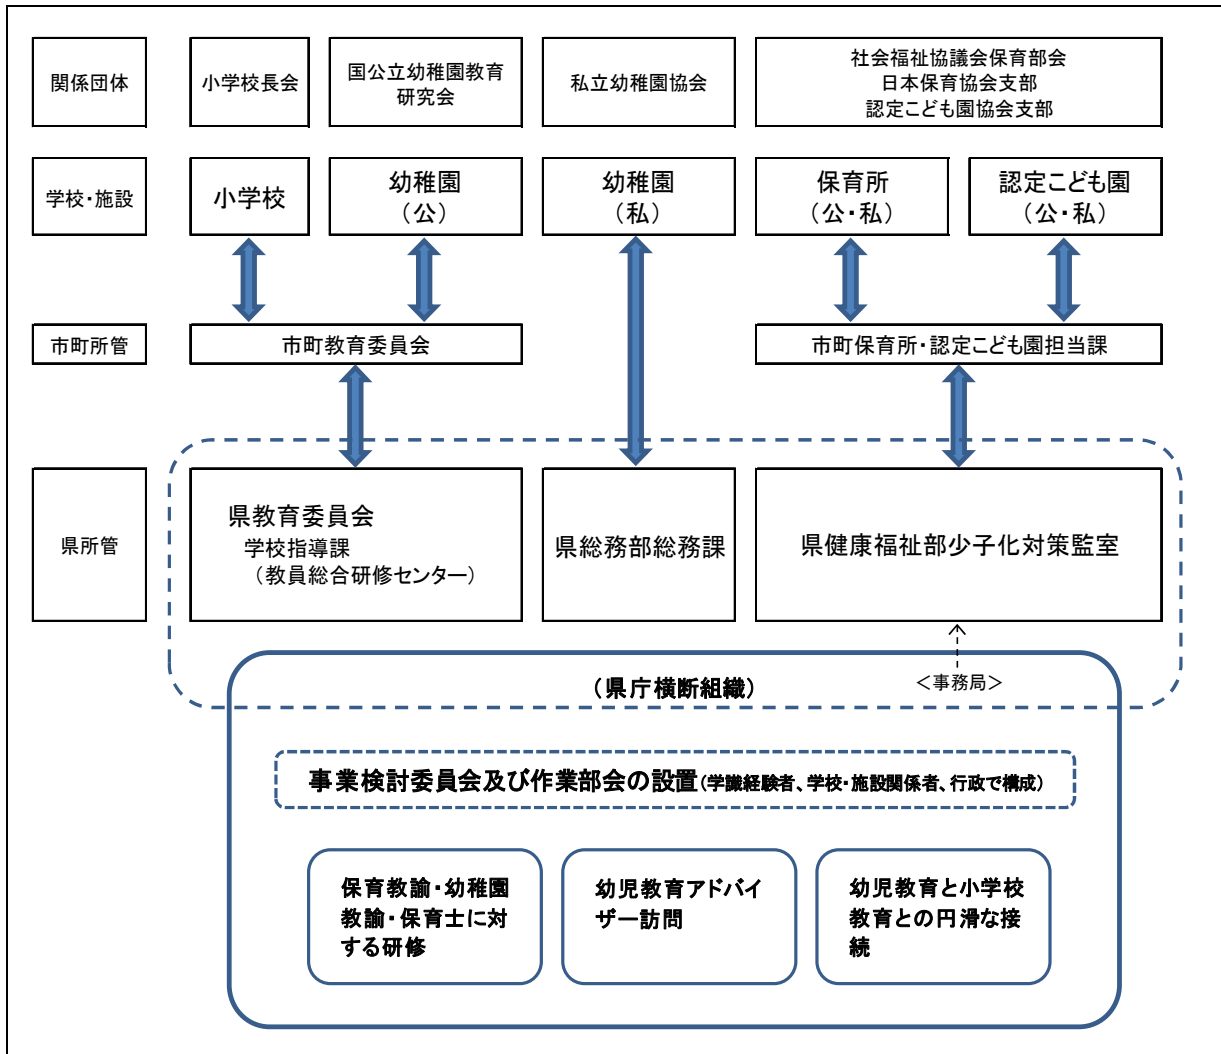 関係団体
小学校長会
国公立幼稚園教育
研究会
私立幼稚園協会
社会福祉協議会保育部会
日本保育協会支部
認定こども園協会支部
学校・施設
小学校
幼稚園
（公）
幼稚園
（私）
保育所
（公・私）
認定こども園
（公・私）
市町所管
市町教育委員会
市町保育所・認定こども園担当課
県所管
県教育委員会
学校指導課
（教員総合研修センター）
県総務部総務課
県健康福祉部少子化対策監室
（県庁横断組織）
＜事務局＞
事業検討委員会及び作業部会の設置（学識経験者、学校・施設関係者、行政で構成）
保育教諭・幼稚園
教諭・保育士に対
する研修
幼児教育アドバイ
ザー訪問
幼児教育と小学校
教育との円滑な接
続